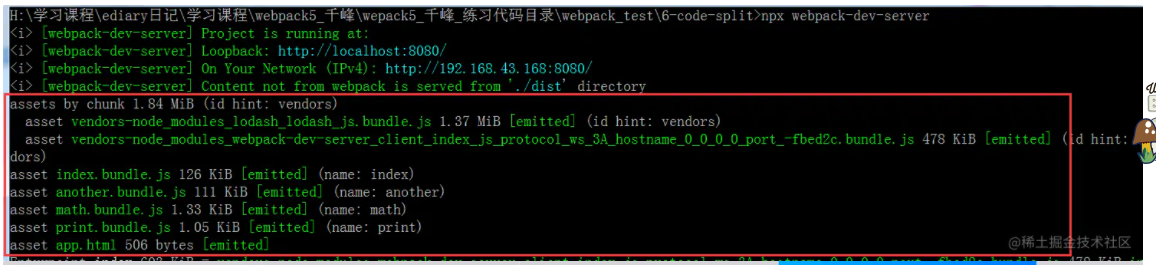 H:\学习课程\ediary日记\学习课程\webpack5_千峰\wepack5_千峰_练习代码目录\webpack_test\6-code-split>npx webpack-dev-server
<i> [webpack-dev-server] Project is running at:
<i> [webpack-dev-server] Loopback: http://localhost:8080/
<i> [webpack-dev-server] On Your Network (IPv4): http://192.168.43.168:8080/
<i> [webpack-dev-server] Content not from webpack is served from './dist' directory
assets by chunk 1.84 MiB (id hint: vendors)
  asset vendors-node_modules_lodash_lodash_js.bundle.js 1.37 MiB [emitted] (id hint: vendors)
  asset vendors-node_modules_webpack-dev-server_client_index_js_protocol_ws_3A_hostname_0_0_0_0_port_-fbed2c.bundle.js 478 KiB [emitted] (id hint:
dors)
asset index.bundle.js 126 KiB [emitted] (name: index)
asset another.bundle.js 111 KiB [emitted] (name: another)
asset math.bundle.js 1.33 KiB [emitted] (name: math)
asset print.bundle.js 1.05 KiB [emitted] (name: print)
asset app.html 506 bytes [emitted]
@稀土掘金技术社区